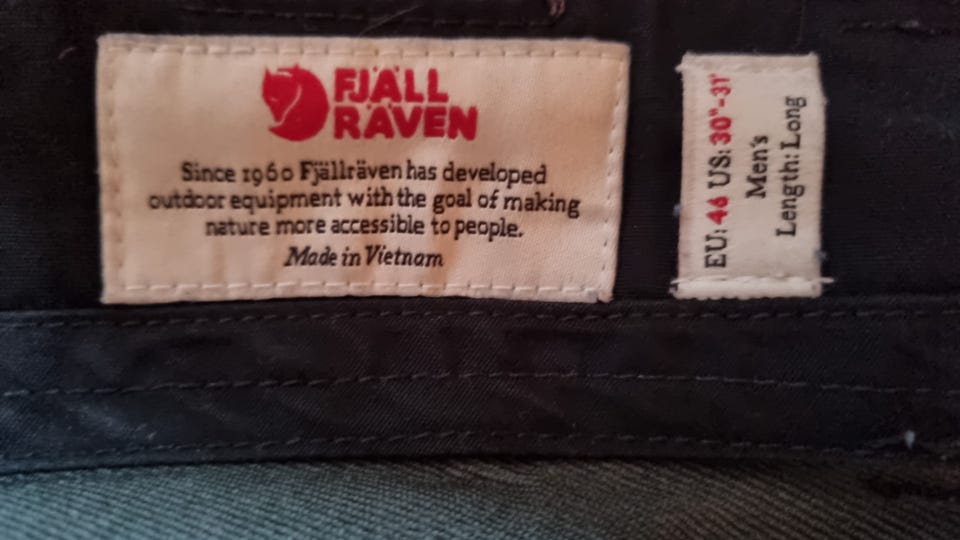 FJÄLL
RÄVEN
Since 1960 Fjällräven has developed
outdoor equipment with the goal of making
nature more accessible to people.
Made in Vietnam
EU: 46 US: 30"-31"
Men's
Length: Long